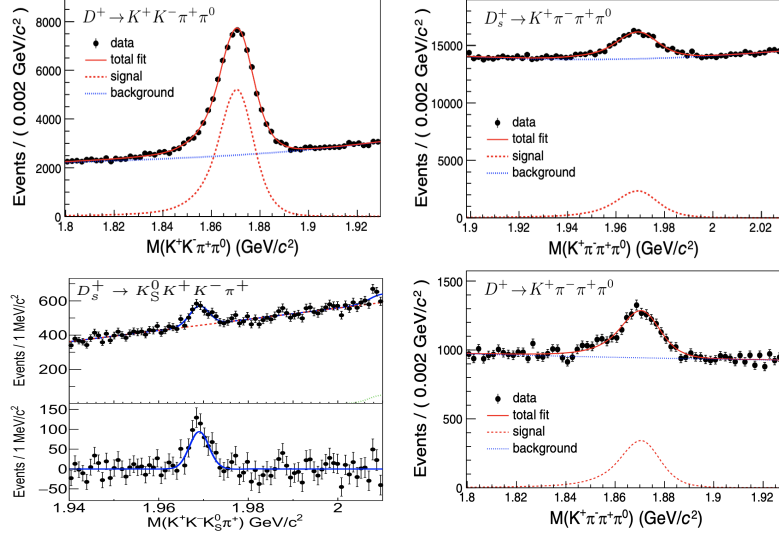 D⁺ → K⁺ K⁻ π⁺ π⁰
data
total fit
signal
background
Events / ( 0.002 GeV/c² )
8000
6000
4000
2000
0
1.8 1.82 1.84 1.86 1.88 1.9 1.92
M(K⁺K⁻π⁺π⁰) (GeV/c²)
D_s⁺ → K⁺ π⁻ π⁺ π⁰
data
total fit
signal
background
Events / ( 0.002 GeV/c² )
15000
10000
5000
0
1.9 1.92 1.94 1.96 1.98 2 2.02
M(K⁺π⁻π⁺π⁰) (GeV/c²)
D_s⁺ → K_S⁰ K⁺ K⁻ π⁺
Events / 1 MeV/c²
600
400
200
Events / 1 MeV/c²
150
100
50
0
−50
1.94 1.96 1.98 2
M(K⁺K⁻K_S⁰π⁺) GeV/c²
D⁺ → K⁺ π⁻ π⁺ π⁰
data
total fit
signal
background
Events / ( 0.002 GeV/c² )
1500
1000
500
0
1.8 1.82 1.84 1.86 1.88 1.9 1.92
M(K⁺π⁻π⁺π⁰) (GeV/c²)